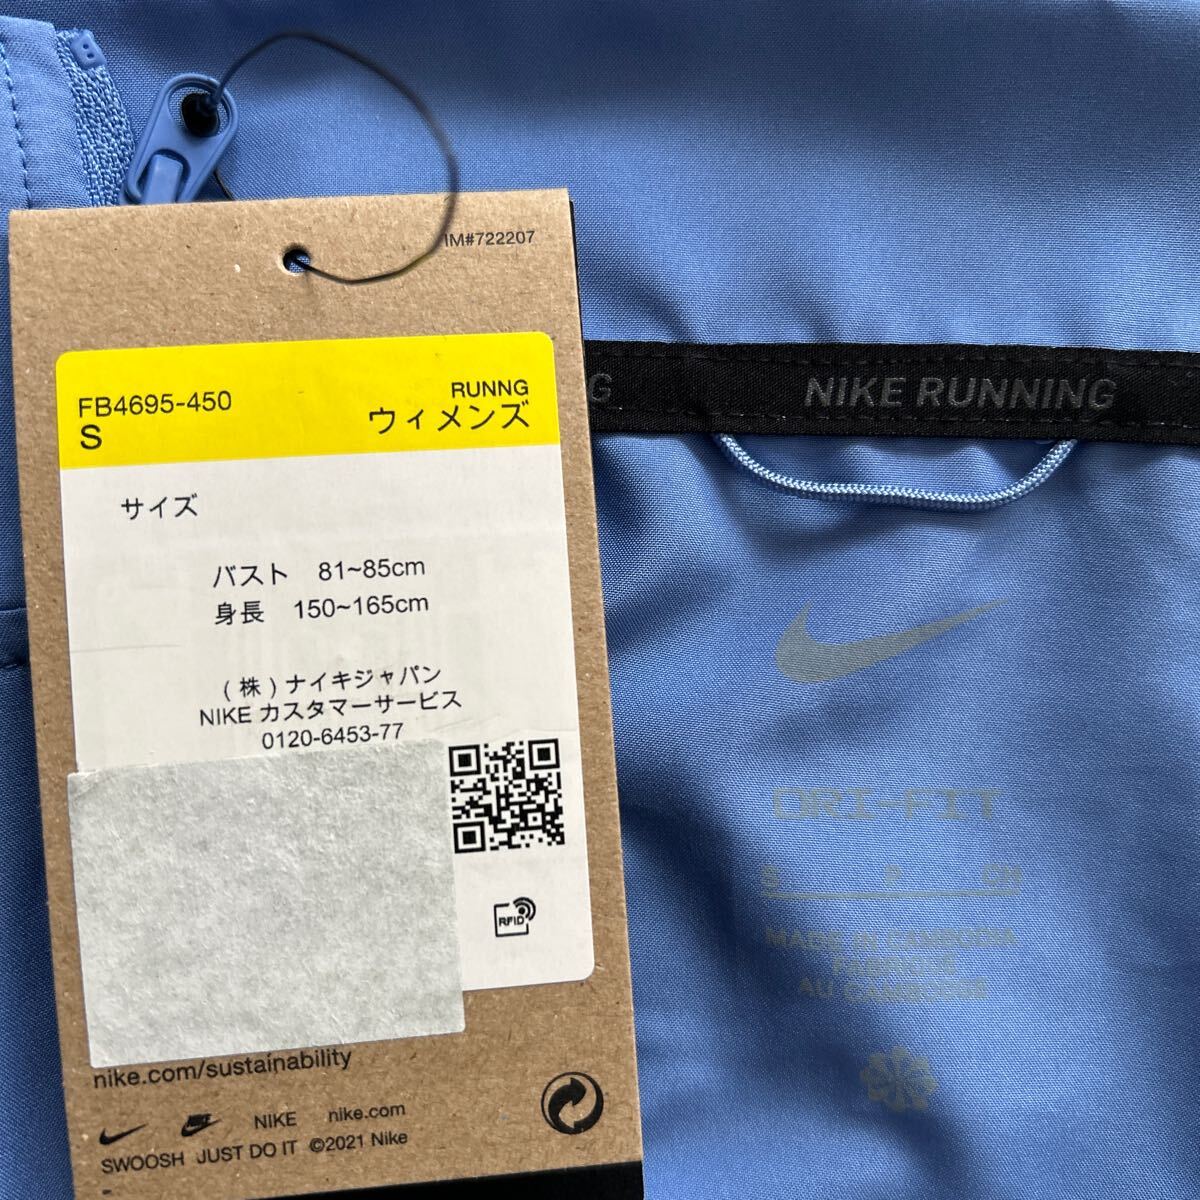 IM#722207
FB4695-450
RUNNG
S
ウィメンズ
サイズ
バスト 81~85cm
身長 150~165cm
(株)ナイキジャパン
NIKE カスタマーサービス
0120-6453-77
RFID
nike.com/sustainability
NIKE nike.com
SWOOSH JUST DO IT ©2021 Nike
G
NIKE RUNNING
DRI-FIT
S P CH
MADE IN CAMBODIA
FABRIQUÉ
AU CAMBODGE